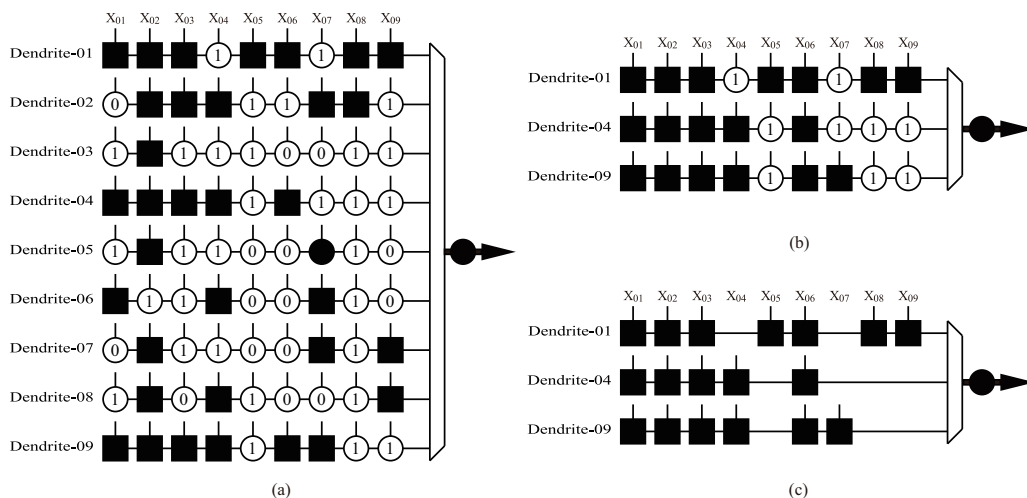 X01 X02 X03 X04 X05 X06 X07 X08 X09
Dendrite-01 1 1
Dendrite-02 0 1 1 1
Dendrite-03 1 1 1 1 0 0 1 1
Dendrite-04 1 1 1 1
Dendrite-05 1 1 1 0 0 1 0
Dendrite-06 1 1 0 0 1 0
Dendrite-07 0 1 1 0 0 1
Dendrite-08 1 0 1 0 0 1
Dendrite-09 1 1 1
(a)
X01 X02 X03 X04 X05 X06 X07 X08 X09
Dendrite-01 1 1
Dendrite-04 1 1 1 1
Dendrite-09 1 1 1
(b)
X01 X02 X03 X04 X05 X06 X07 X08 X09
Dendrite-01
Dendrite-04
Dendrite-09
(c)